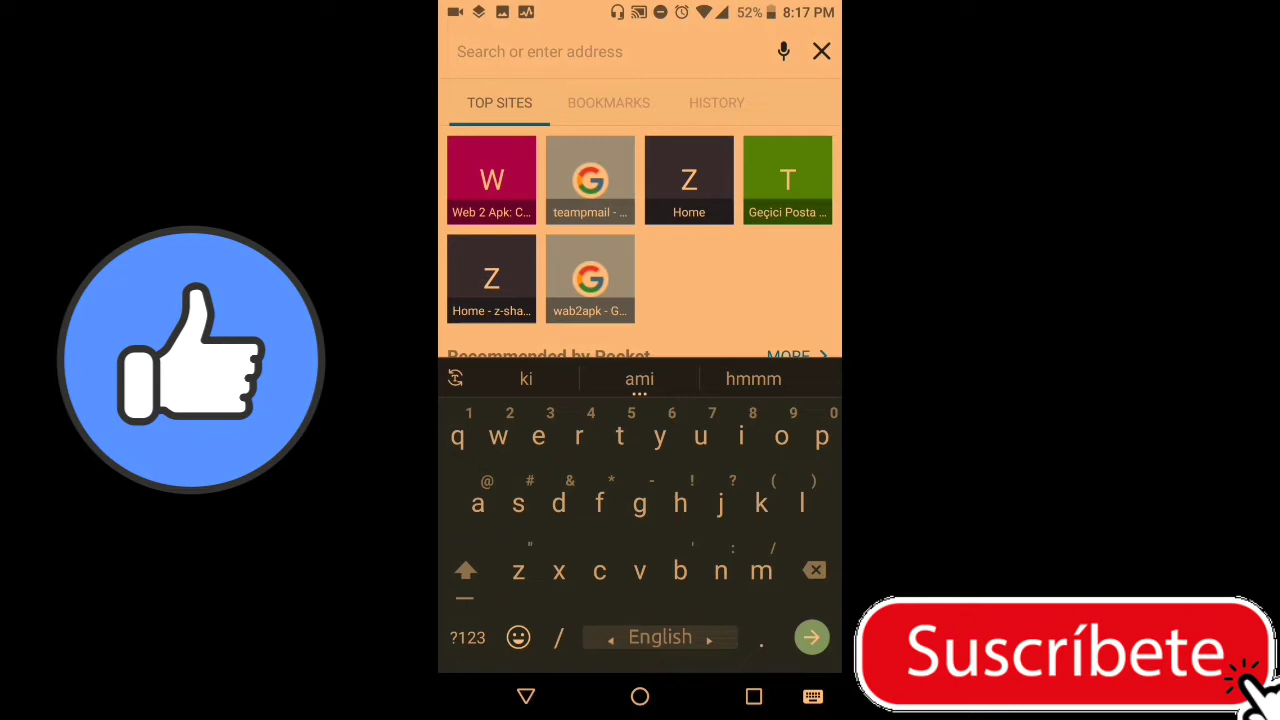 52% 8:17 PM
Search or enter address
TOP SITES BOOKMARKS HISTORY
W G Z T
Web 2 Apk: C... teampmail - ... Home Geçici Posta ...
Z G
Home - z-sha... wab2apk - G...
Recommended by Pocket MORE
ki ami hmmm
1 2 3 4 5 6 7 8 9 0
q w e r t y u i o p
@ # & * - ! ? ( )
a s d f g h j k l
" ' : /
z x c v b n m
?123 / English .
Suscríbete